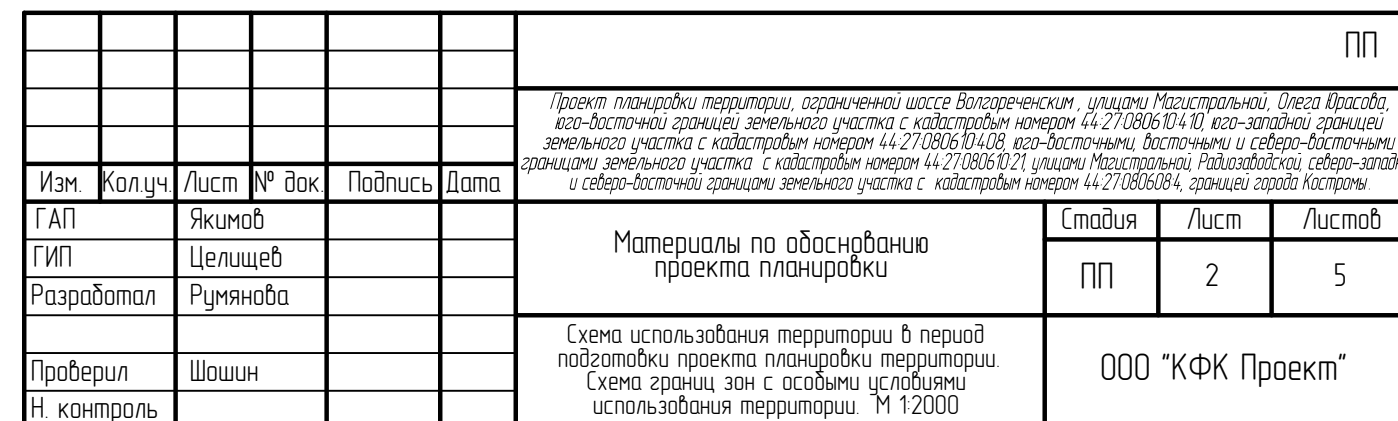 ПП
Проект планировки территории, ограниченной шоссе Волгореченским , улицами Магистральной, Олега Юрасова,
юго-восточной границей земельного участка с кадастровым номером 44:27:080610:410, юго-западной границей
земельного участка с кадастровым номером 44:27:080610:408, юго-восточными, восточными и северо-восточными
границами земельного участка с кадастровым номером 44:27:080610:21, улицами Магистральной, Радиозаводской,
и северо-восточной границами земельного участка с кадастровым номером 44:27:080608:4, границей города Костромы.
Изм. Кол.уч. Лист № док. Подпись Дата
ГАП Якимов
ГИП Целищев
Разработал Румянова
Проверил Шошин
Н. контроль
Материалы по обоснованию
проекта планировки
Стадия Лист Листов
ПП 2 5
Схема использования территории в период
подготовки проекта планировки территории.
Схема границ зон с особыми условиями
использования территории. М 1:2000
ООО "КФК Проект"